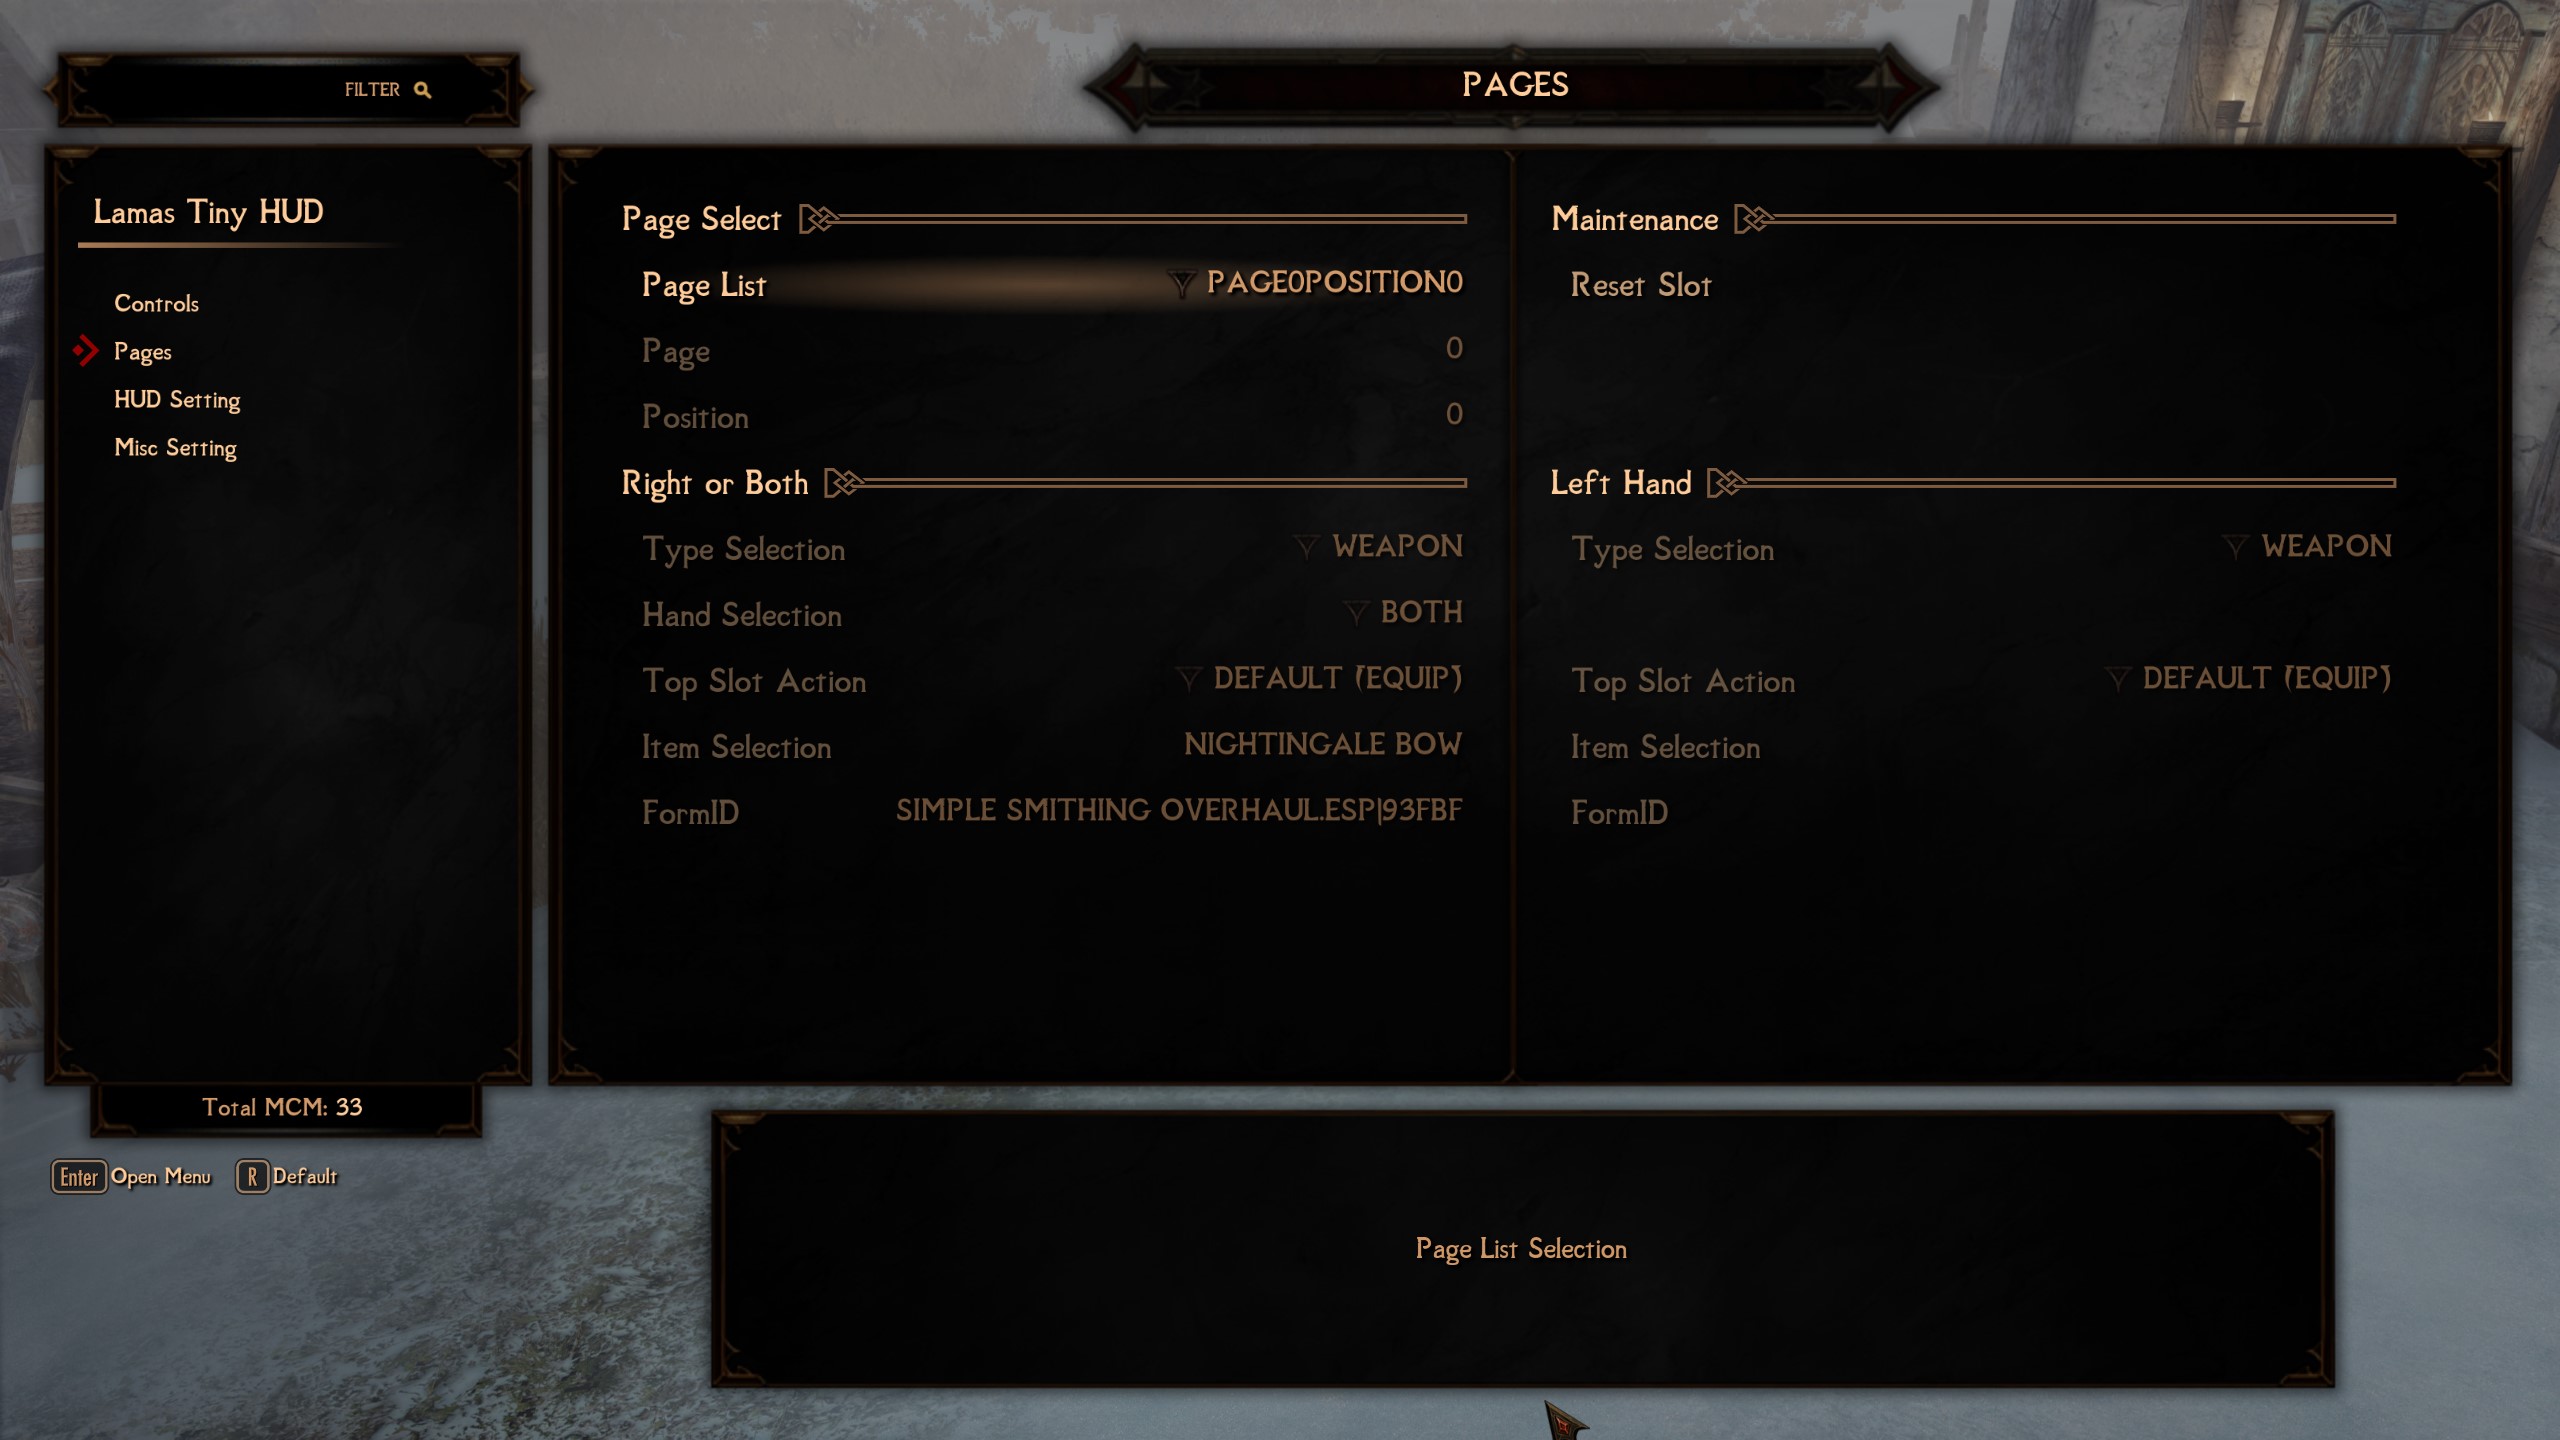 FILTER
PAGES
Lamas Tiny HUD
Controls
Pages
HUD Setting
Misc Setting
Total MCM: 33
Enter Open Menu R Default
Page Select
Page List PAGE0POSITION0
Page 0
Position 0
Right or Both
Type Selection WEAPON
Hand Selection BOTH
Top Slot Action DEFAULT (EQUIP)
Item Selection NIGHTINGALE BOW
FormID SIMPLE SMITHING OVERHAUL.ESP|93FBF
Maintenance
Reset Slot
Left Hand
Type Selection WEAPON
Top Slot Action DEFAULT (EQUIP)
Item Selection
FormID
Page List Selection